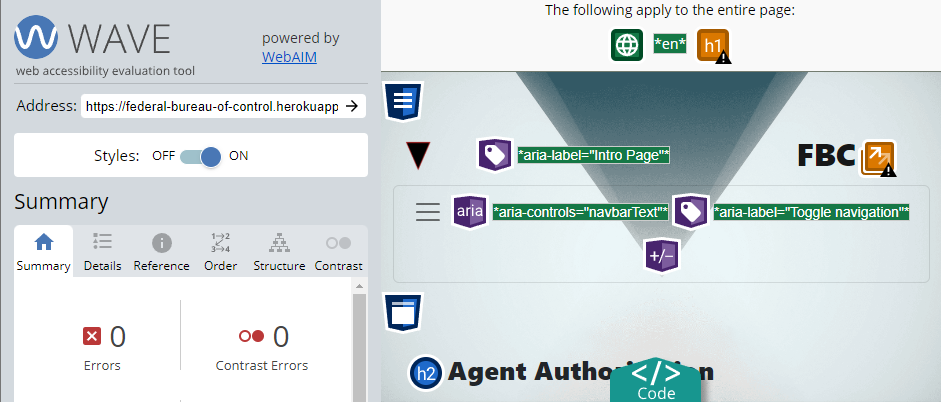 WAVE
powered by
WebAIM
web accessibility evaluation tool
Address: https://federal-bureau-of-control.herokuapp
Styles: OFF ON
Summary
Summary Details Reference Order Structure Contrast
0
Errors
0
Contrast Errors
The following apply to the entire page:
*en* h1
*aria-label="Intro Page"* FBC
aria *aria-controls="navbarText"* *aria-label="Toggle navigation"*
+/-
h2 Agent Author
</>
Code